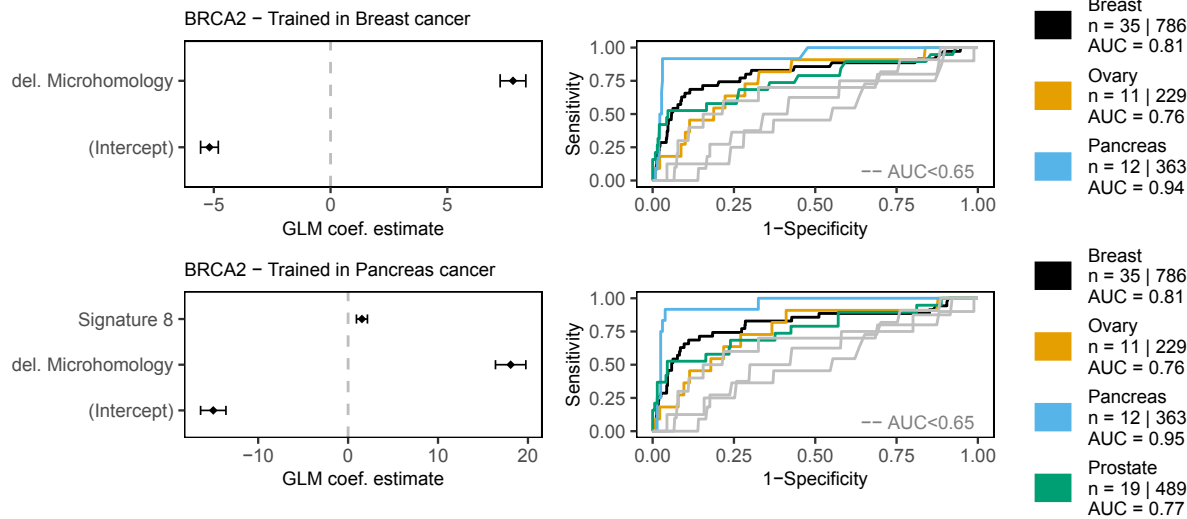 BRCA2 − Trained in Breast cancer
del. Microhomology
(Intercept)
−5
0
5
GLM coef. estimate
Sensitivity
1.00
0.75
0.50
0.25
0.00
AUC<0.65
0.00
0.25
0.50
0.75
1.00
1-Specificity
Breast
n = 35 | 786
AUC = 0.81
Ovary
n = 11 | 229
AUC = 0.76
Pancreas
n = 12 | 363
AUC = 0.94
BRCA2 − Trained in Pancreas cancer
Signature 8
del. Microhomology
(Intercept)
−10
0
10
20
GLM coef. estimate
Sensitivity
1.00
0.75
0.50
0.25
0.00
AUC<0.65
0.00
0.25
0.50
0.75
1.00
1-Specificity
Breast
n = 35 | 786
AUC = 0.81
Ovary
n = 11 | 229
AUC = 0.76
Pancreas
n = 12 | 363
AUC = 0.95
Prostate
n = 19 | 489
AUC = 0.77